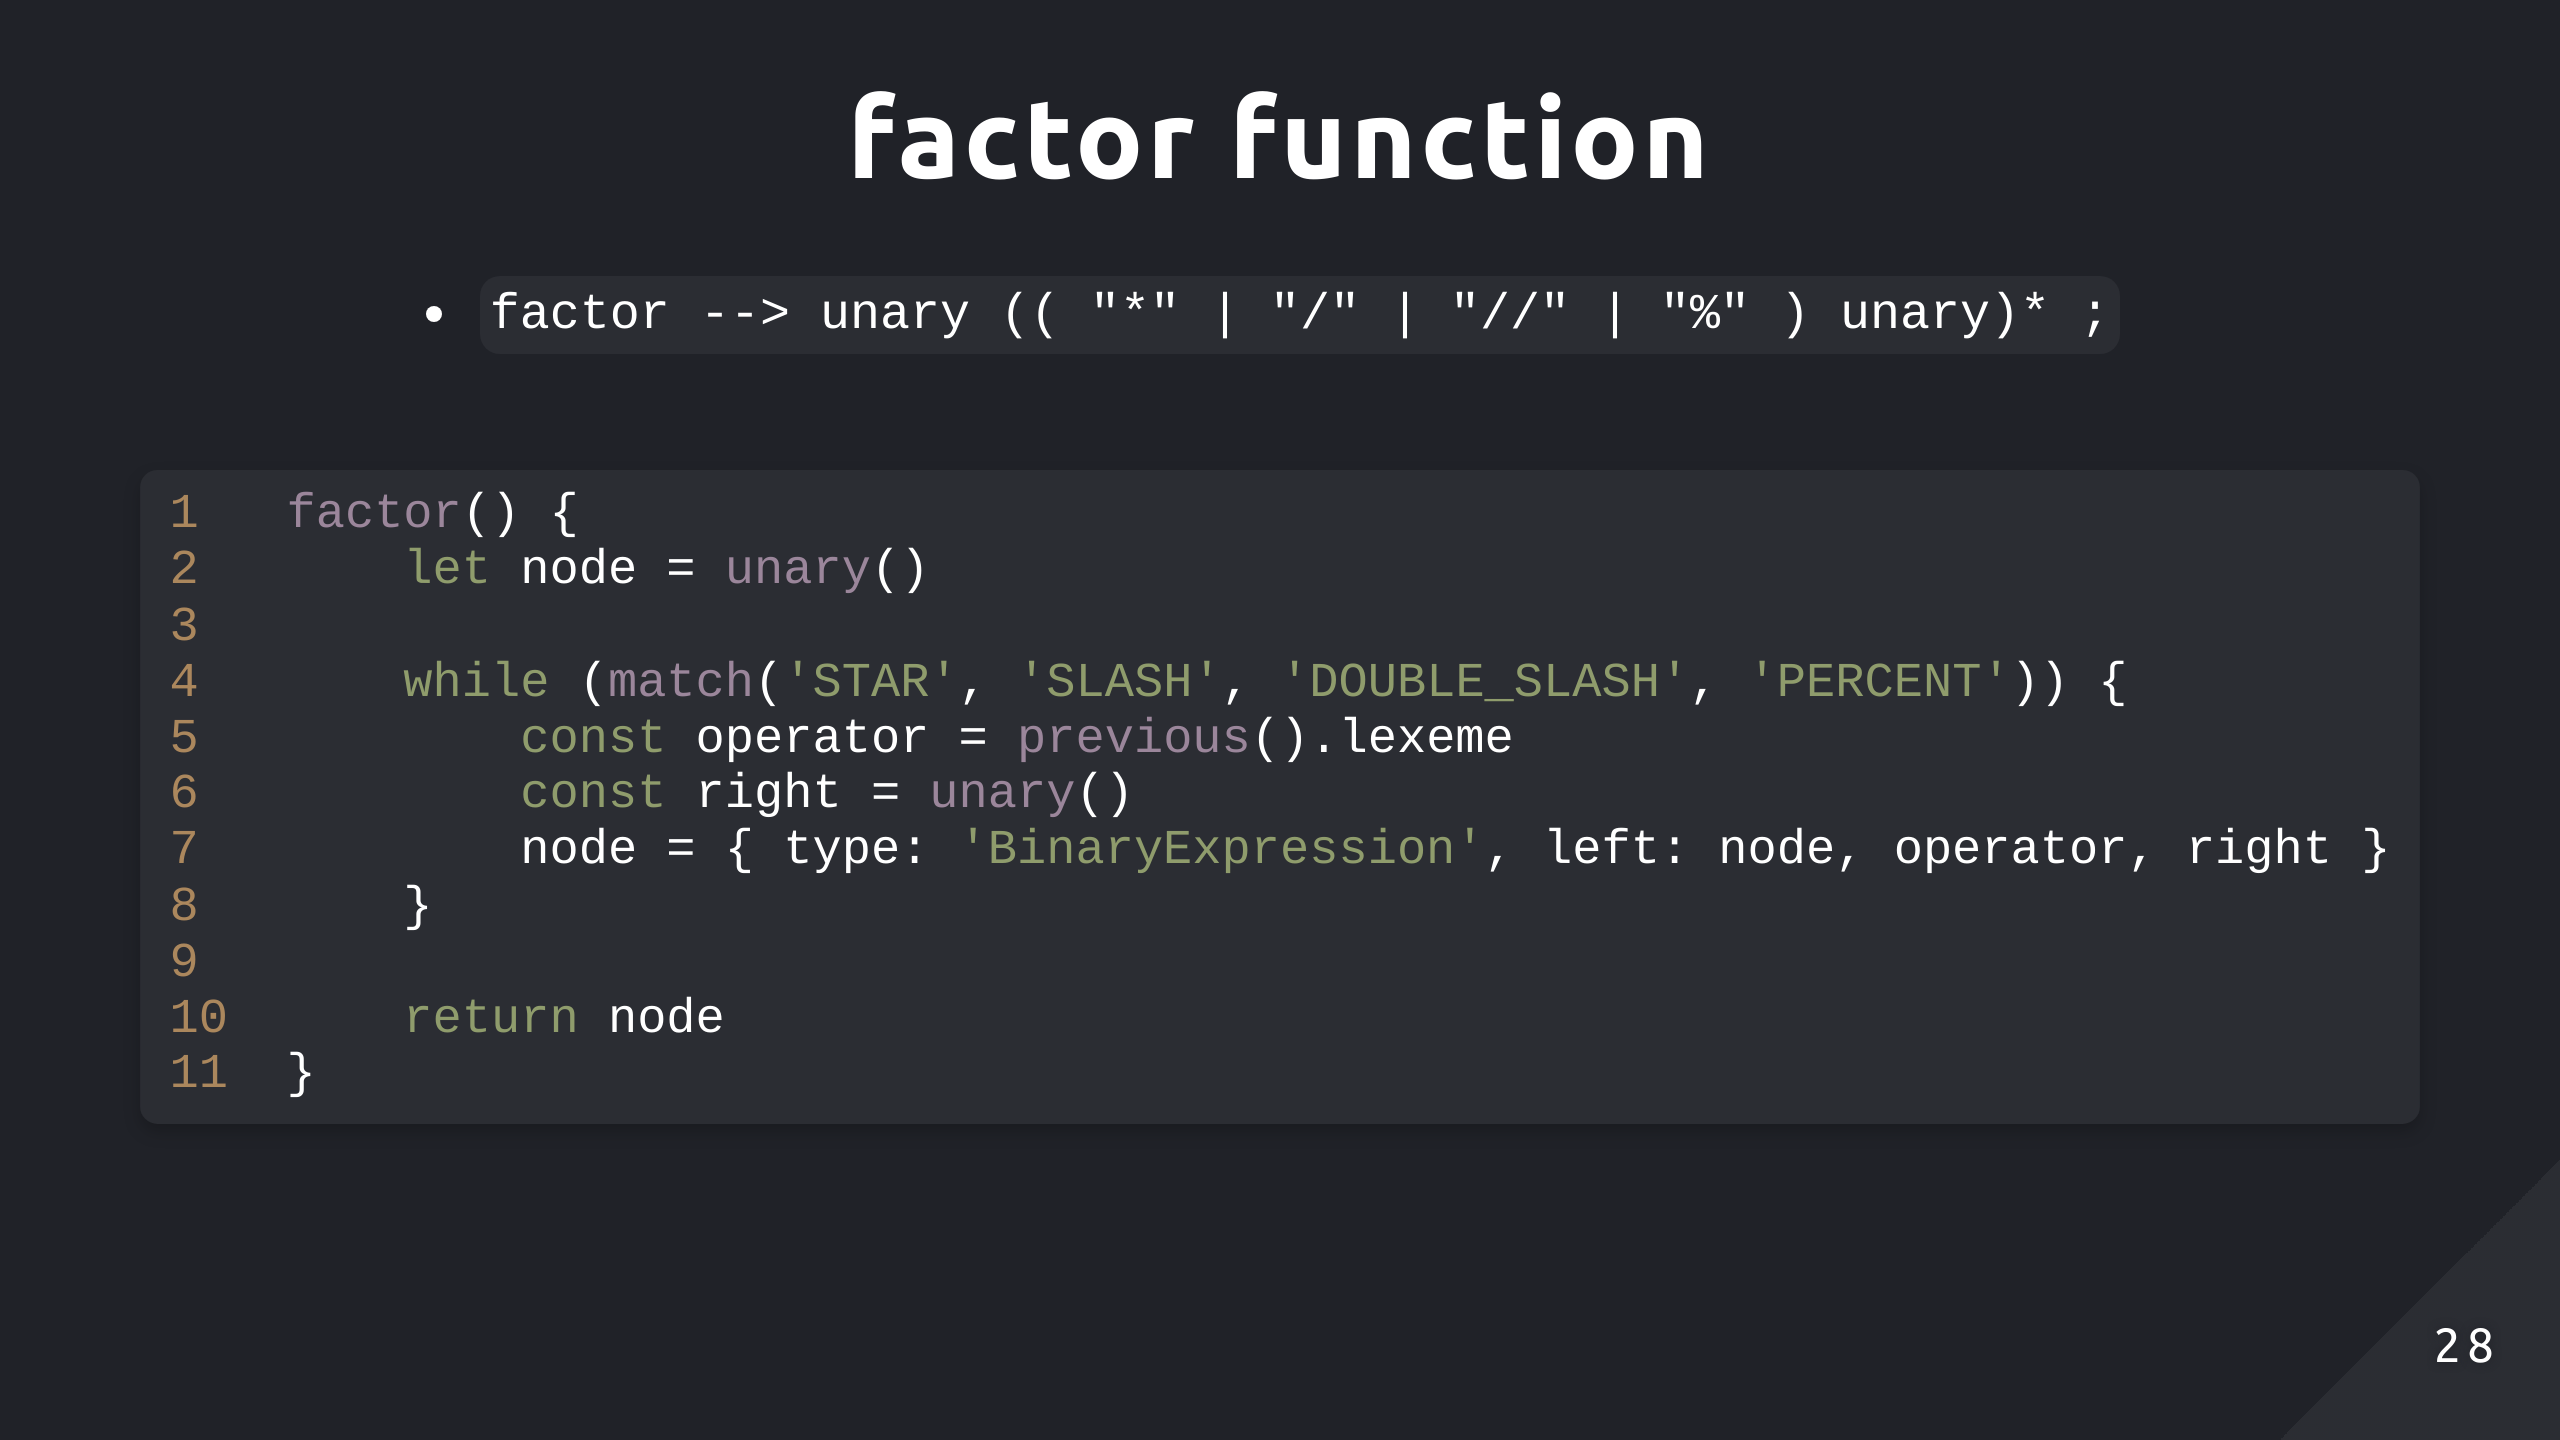 factor function
• factor --> unary (( "*" | "/" | "//" | "%" ) unary)* ;
1   factor() {
2       let node = unary()
3
4       while (match('STAR', 'SLASH', 'DOUBLE_SLASH', 'PERCENT')) {
5           const operator = previous().lexeme
6           const right = unary()
7           node = { type: 'BinaryExpression', left: node, operator, right }
8       }
9
10      return node
11  }
28